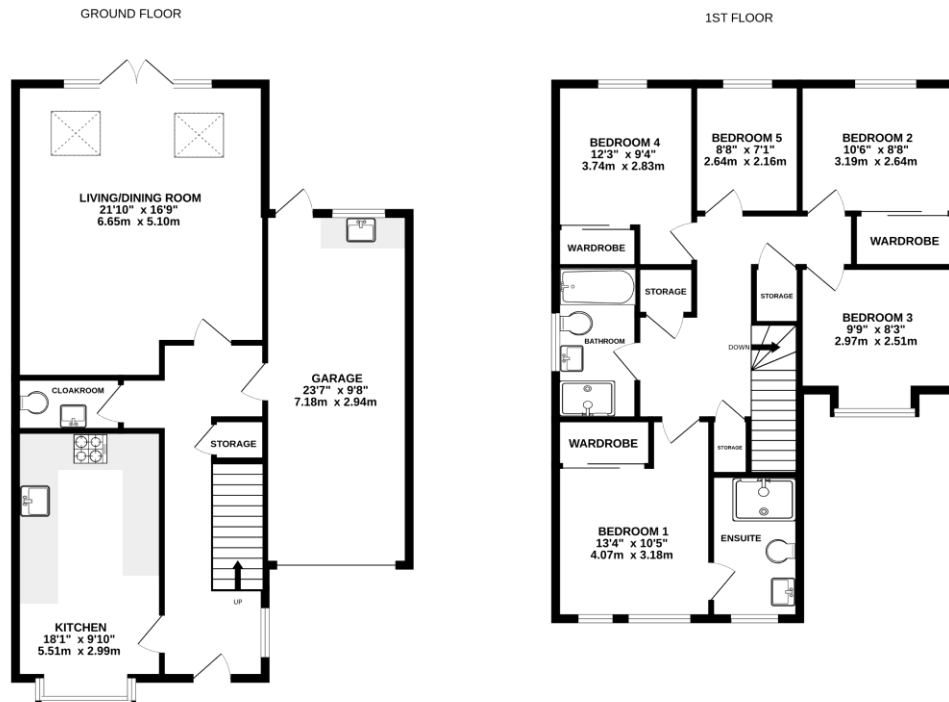 GROUND FLOOR
LIVING/DINING ROOM
21'10" x 16'9"
6.65m x 5.10m
CLOAKROOM
GARAGE
23'7" x 9'8"
7.18m x 2.94m
STORAGE
KITCHEN
18'1" x 9'10"
5.51m x 2.99m
UP
1ST FLOOR
BEDROOM 4
12'3" x 9'4"
3.74m x 2.83m
BEDROOM 5
8'8" x 7'1"
2.64m x 2.16m
BEDROOM 2
10'6" x 8'8"
3.19m x 2.64m
WARDROBE
WARDROBE
STORAGE
STORAGE
BEDROOM 3
9'9" x 8'3"
2.97m x 2.51m
BATHROOM
DOWN
WARDROBE
STORAGE
BEDROOM 1
13'4" x 10'5"
4.07m x 3.18m
ENSUITE